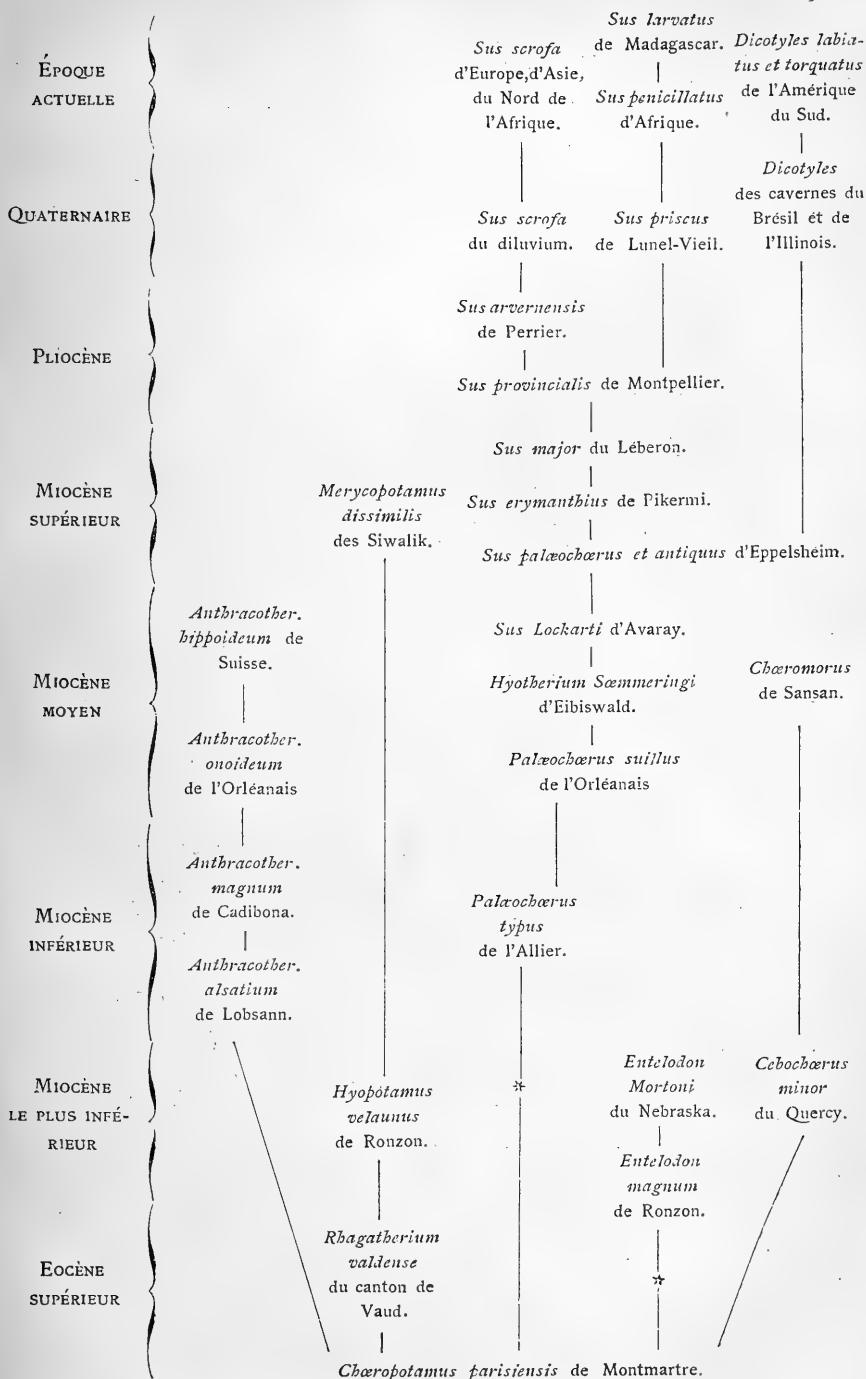 ÉPOQUE
ACTUELLE
Sus scrofa
d'Europe, d'Asie,
du Nord de
l'Afrique.
Sus larvatus
de Madagascar.
Sus penicillatus
d'Afrique.
Dicotyles labia-
tus et torquatus
de l'Amérique
du Sud.
QUATERNAIRE
Sus scrofa
du diluvium.
Sus priscus
de Lunel-Vieil.
Dicotyles
des cavernes du
Brésil ét de
l'Illinois.
PLIOCÈNE
Sus arvernensis
de Perrier.
Sus provincialis de Montpellier.
MIOCÈNE
SUPÉRIEUR
Merycopotamus
dissimilis
des Siwalik.
Sus major du Léberon.
Sus erymanthius de Pikermi.
Sus palæochœrus et antiquus d'Eppelsheim.
MIOCÈNE
MOYEN
Anthracother.
hippoideum de
Suisse.
Anthracother.
onoideum
de l'Orléanais
Sus Lockarti d'Avaray.
Hyotherium Sœmmeringi
d'Eibiswald.
Palæochœrus suillus
de l'Orléanais
Chœromorus
de Sansan.
MIOCÈNE
INFÉRIEUR
Anthracother.
magnum
de Cadibona.
Anthracother.
alsatium
de Lobsann.
Palæochœrus
typus
de l'Allier.
MIOCÈNE
LE PLUS INFÉ-
RIEUR
Hyopotamus
velaunus
de Ronzon.
Entelodon
Mortoni
du Nebraska.
Entelodon
magnum
de Ronzon.
Cebochœrus
minor
du Quercy.
EOCÈNE
SUPÉRIEUR
Rhagatherium
valdense
du canton de
Vaud.
Chœropotamus parisiensis de Montmartre.